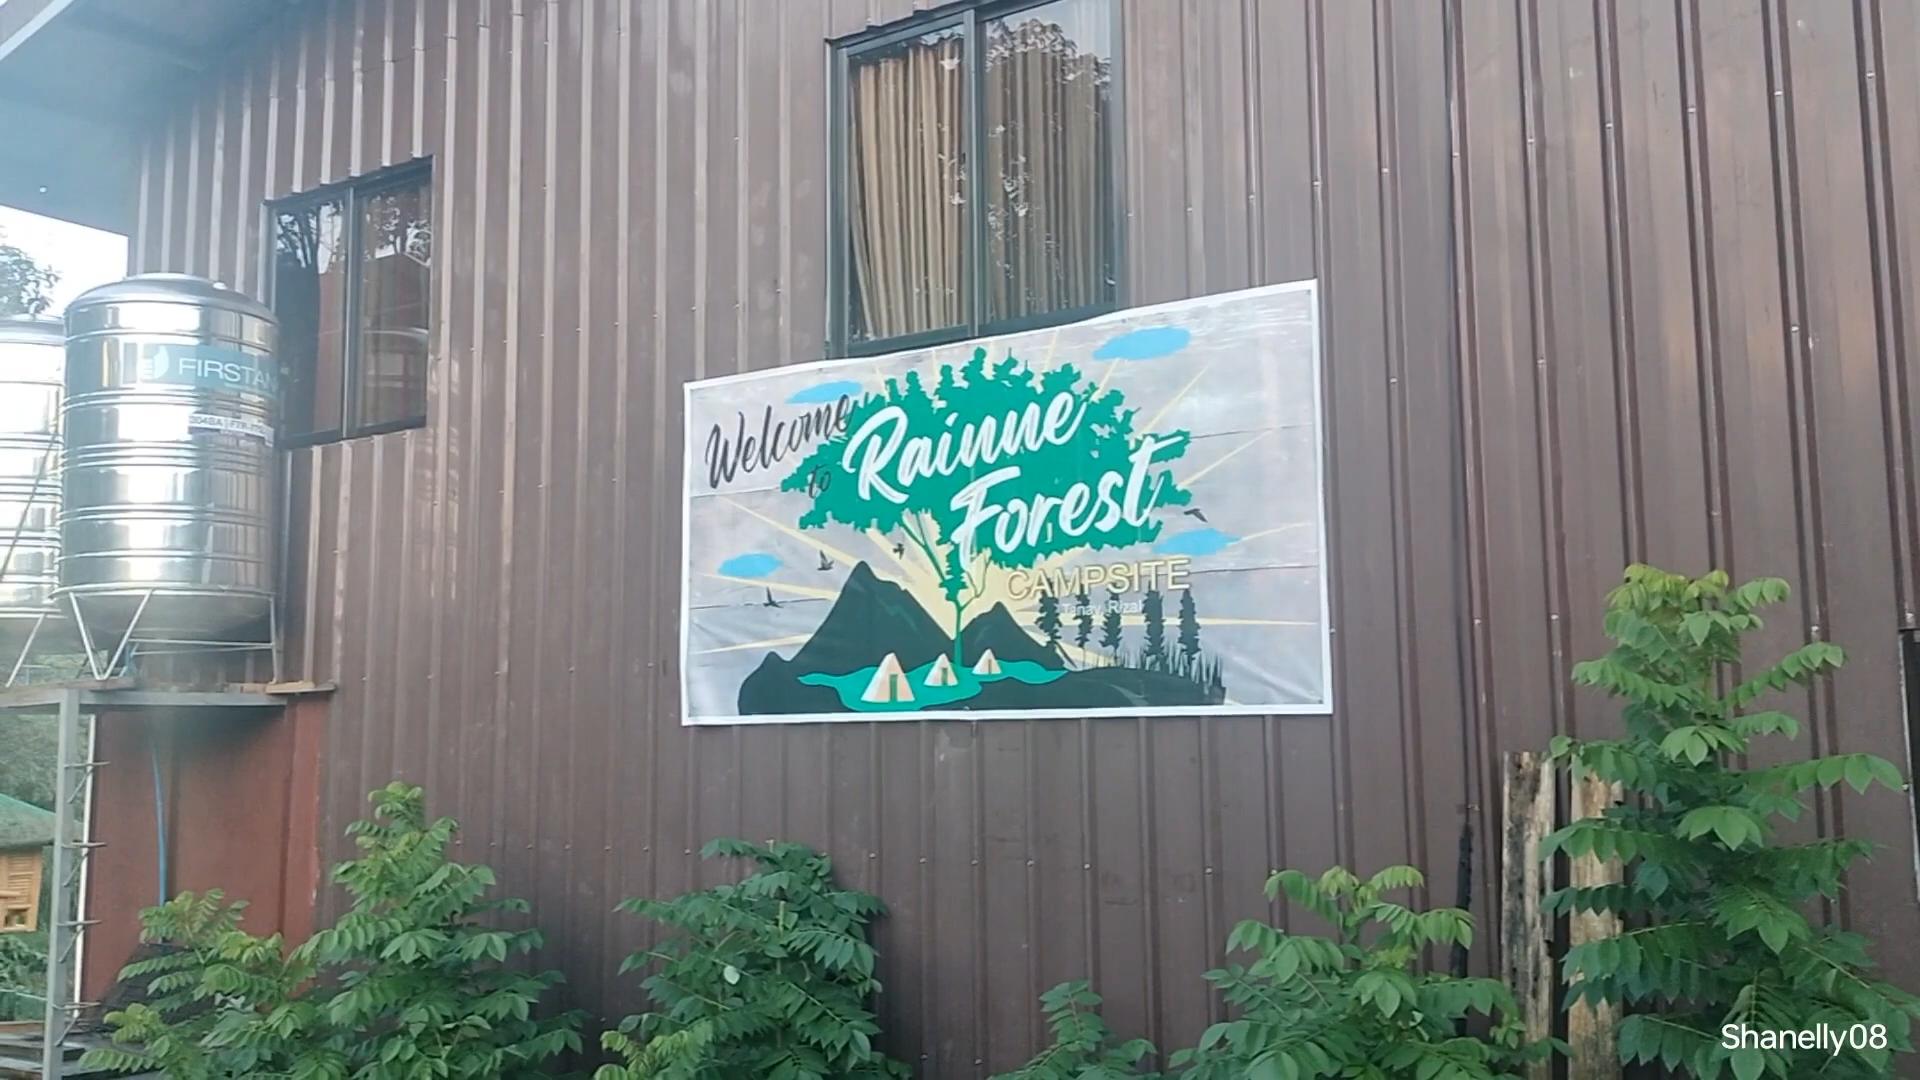 FIRSTAN
Welcome
to
Rainne
Forest
CAMPSITE
Tanay, Rizal
Shanelly08